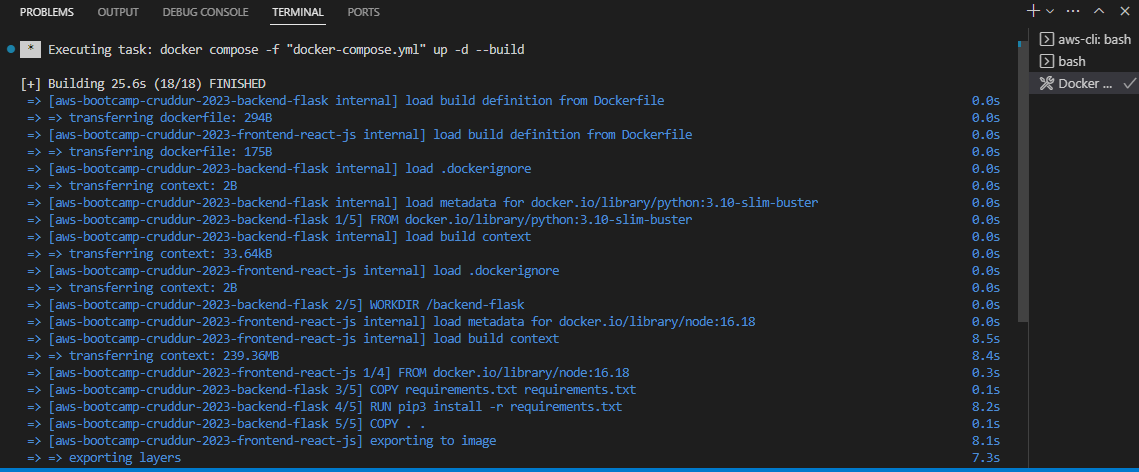 PROBLEMS OUTPUT DEBUG CONSOLE TERMINAL PORTS
* Executing task: docker compose -f "docker-compose.yml" up -d --build
aws-cli: bash
bash
Docker ...
[+] Building 25.6s (18/18) FINISHED
=> [aws-bootcamp-cruddur-2023-backend-flask internal] load build definition from Dockerfile 0.0s
=> => transferring dockerfile: 294B 0.0s
=> [aws-bootcamp-cruddur-2023-frontend-react-js internal] load build definition from Dockerfile 0.0s
=> => transferring dockerfile: 175B 0.0s
=> [aws-bootcamp-cruddur-2023-backend-flask internal] load .dockerignore 0.0s
=> => transferring context: 2B 0.0s
=> [aws-bootcamp-cruddur-2023-backend-flask internal] load metadata for docker.io/library/python:3.10-slim-buster 0.0s
=> [aws-bootcamp-cruddur-2023-backend-flask 1/5] FROM docker.io/library/python:3.10-slim-buster 0.0s
=> [aws-bootcamp-cruddur-2023-backend-flask internal] load build context 0.0s
=> => transferring context: 33.64kB 0.0s
=> [aws-bootcamp-cruddur-2023-frontend-react-js internal] load .dockerignore 0.0s
=> => transferring context: 2B 0.0s
=> [aws-bootcamp-cruddur-2023-backend-flask 2/5] WORKDIR /backend-flask 0.0s
=> [aws-bootcamp-cruddur-2023-frontend-react-js internal] load metadata for docker.io/library/node:16.18 0.0s
=> [aws-bootcamp-cruddur-2023-frontend-react-js internal] load build context 8.5s
=> => transferring context: 239.36MB 8.4s
=> [aws-bootcamp-cruddur-2023-frontend-react-js 1/4] FROM docker.io/library/node:16.18 0.3s
=> [aws-bootcamp-cruddur-2023-backend-flask 3/5] COPY requirements.txt requirements.txt 0.1s
=> [aws-bootcamp-cruddur-2023-backend-flask 4/5] RUN pip3 install -r requirements.txt 8.2s
=> [aws-bootcamp-cruddur-2023-backend-flask 5/5] COPY . . 0.1s
=> [aws-bootcamp-cruddur-2023-frontend-react-js] exporting to image 8.1s
=> => exporting layers 7.3s